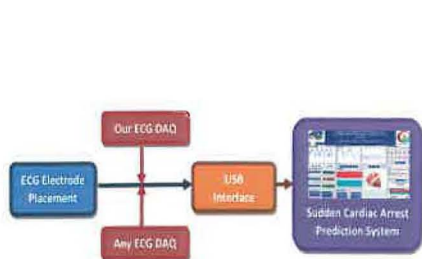 Our ECG DAQ
ECG Electrode
Placement
USB
Interface
Any ECG DAQ
Sudden Cardiac Arrest
Prediction System